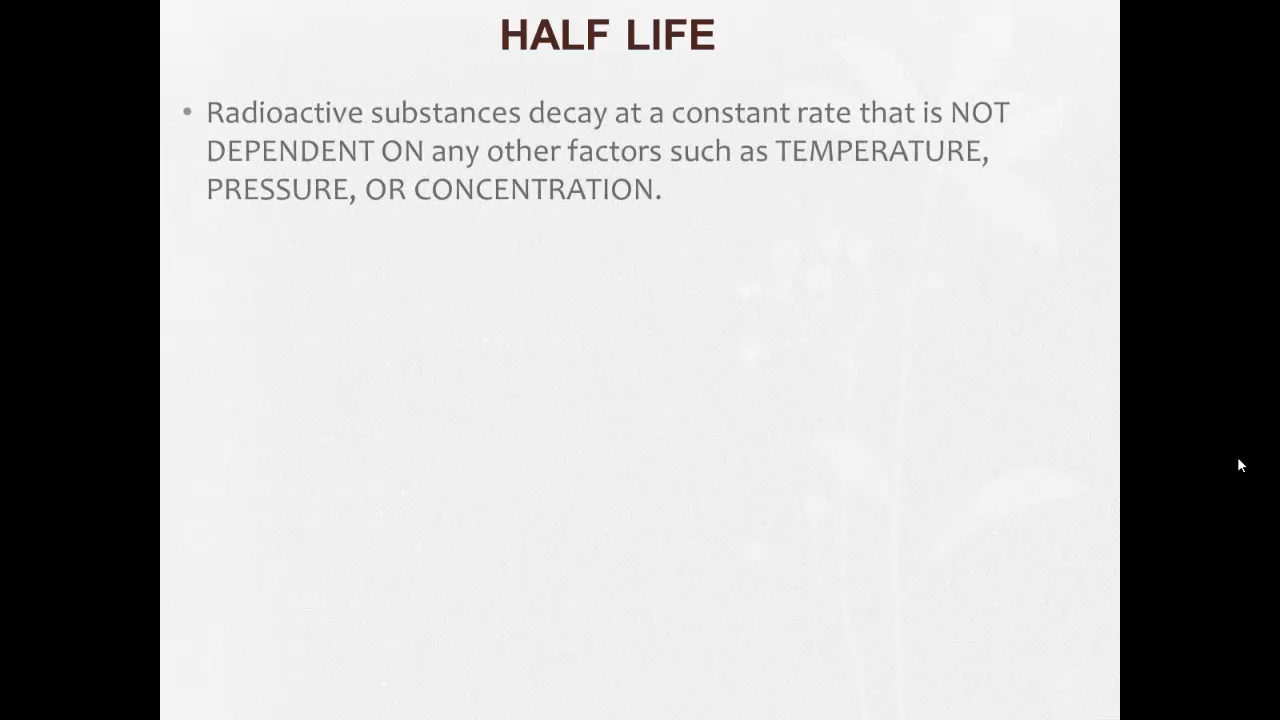 HALF LIFE
• Radioactive substances decay at a constant rate that is NOT
DEPENDENT ON any other factors such as TEMPERATURE,
PRESSURE, OR CONCENTRATION.